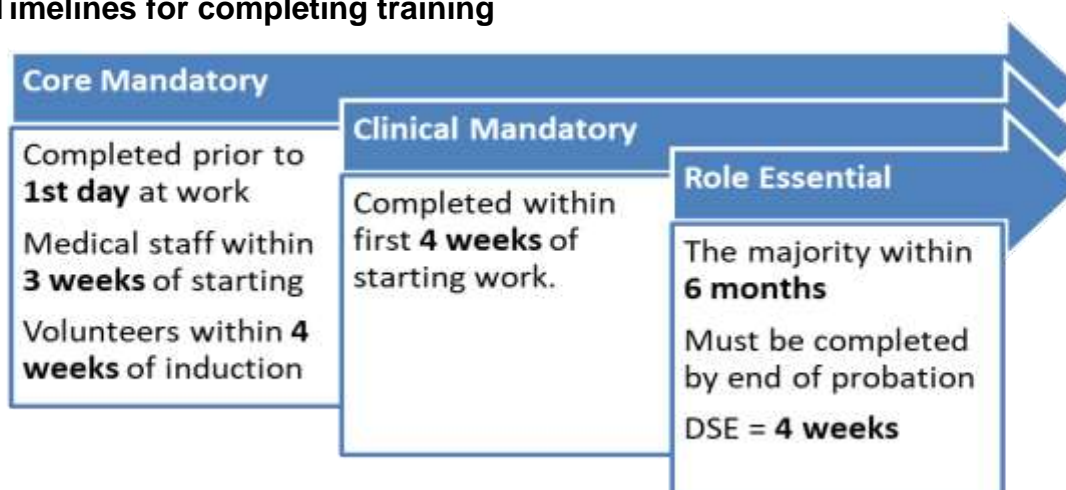 Timelines for completing training
Core Mandatory
Completed prior to
1st day at work
Medical staff within
3 weeks of starting
Volunteers within 4
weeks of induction
Clinical Mandatory
Completed within
first 4 weeks of
starting work.
Role Essential
The majority within
6 months
Must be completed
by end of probation
DSE = 4 weeks